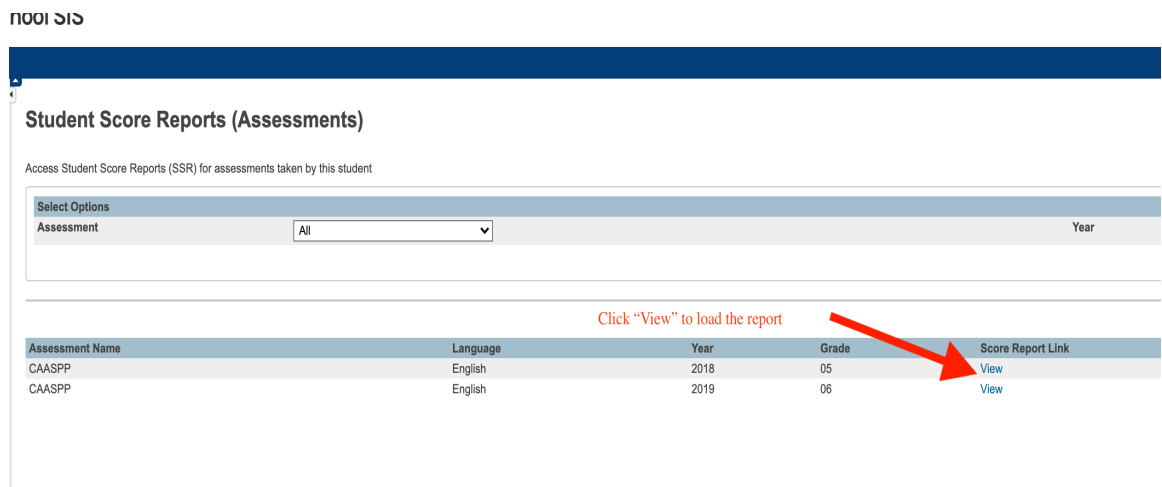 hool SIS
Student Score Reports (Assessments)
Access Student Score Reports (SSR) for assessments taken by this student
Select Options
Assessment All Year
Click “View” to load the report
Assessment Name Language Year Grade Score Report Link
CAASPP English 2018 05 View
CAASPP English 2019 06 View